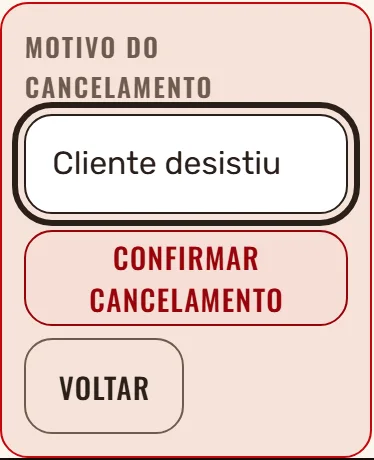 MOTIVO DO
CANCELAMENTO
Cliente desistiu
CONFIRMAR
CANCELAMENTO
VOLTAR